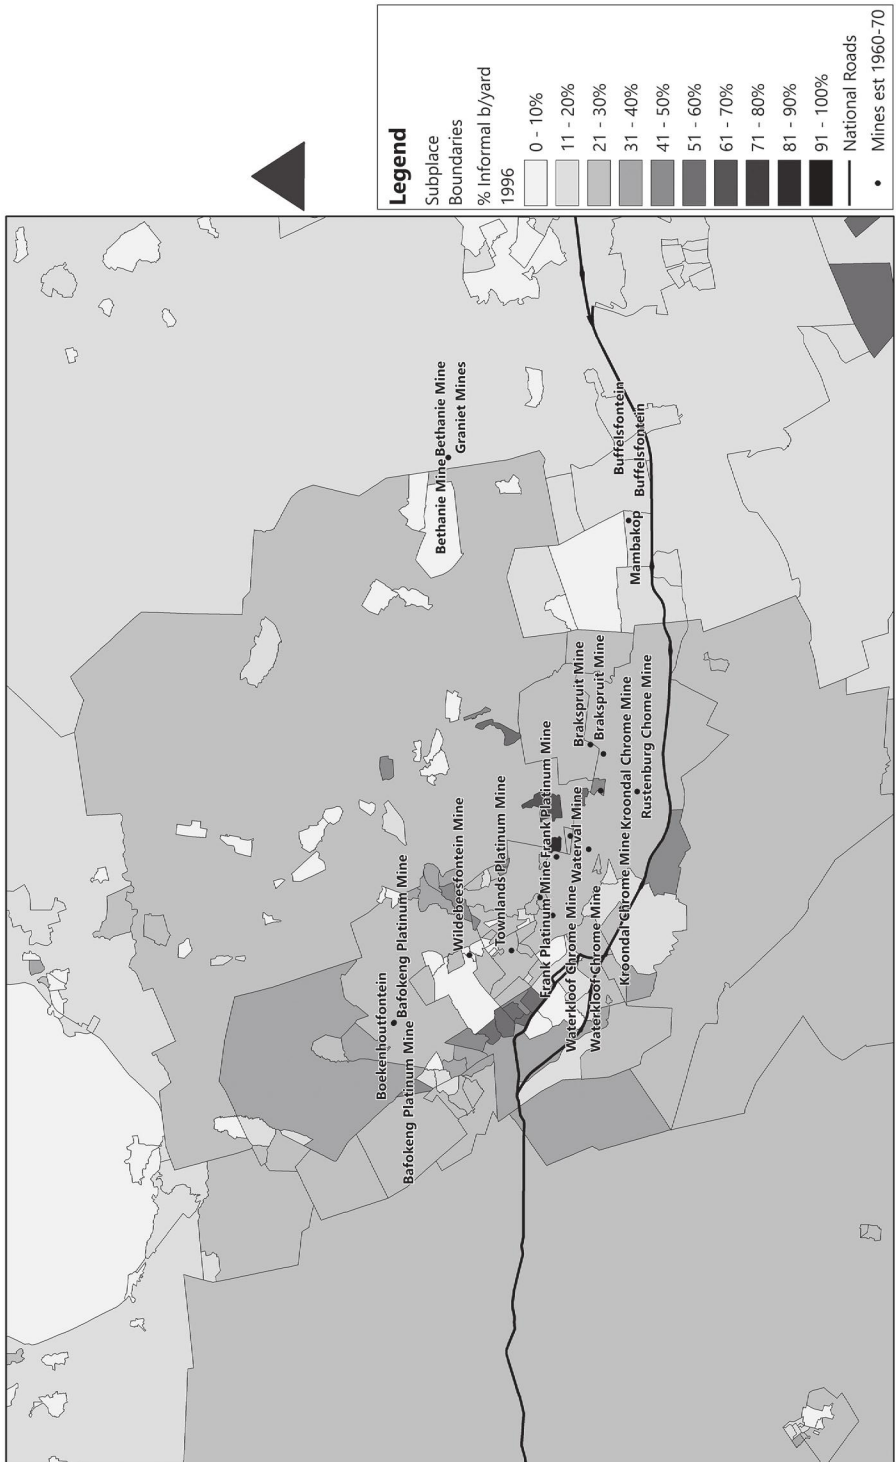 Legend
Subplace
Boundaries
% Informal b/yard
1996
0 - 10%
11 - 20%
21 - 30%
31 - 40%
41 - 50%
51 - 60%
61 - 70%
71 - 80%
81 - 90%
91 - 100%
National Roads
Mines est 1960-70
Boekenhoutfontein
Bafokeng Platinum Mine
Bafokeng Platinum Mine
Bethanie Mine
Bethanie Mine
Graniet Mines
Wildebeesfontein Mine
Townlands Platinum Mine
Frank Platinum Mine
Frank Platinum Mine
Waterkloof Chrome Mine
Waterval Mine
Brakspruit Mine
Waterkloof Chrome Mine
Brakspruit Mine
Buffelsfontein
Kroondal Chrome Mine
Kroondal Chrome Mine
Mambakop
Buffelsfontein
Rustenburg Chome Mine